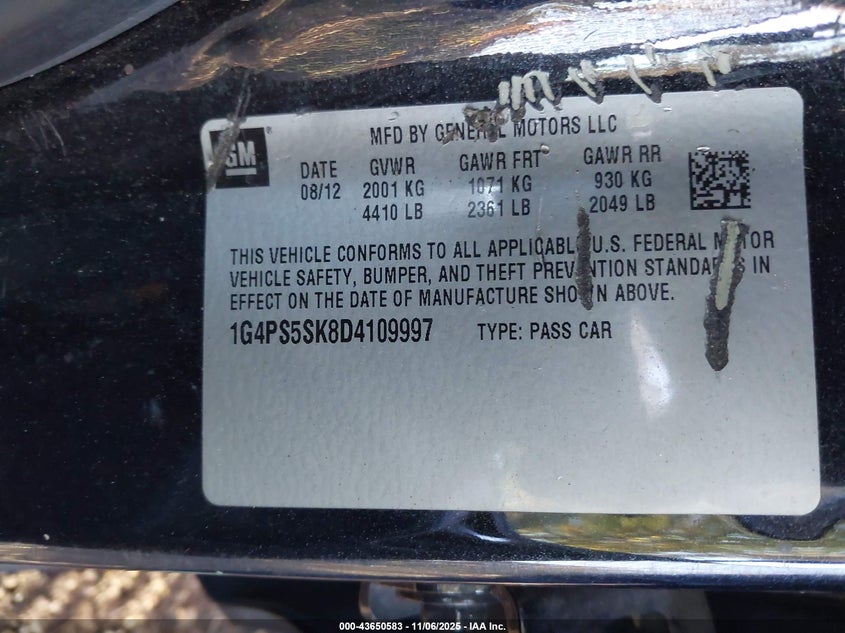 GM
MFD BY GENERAL MOTORS LLC
DATE GVWR GAWR FRT GAWR RR
08/12 2001 KG 1071 KG 930 KG
4410 LB 2361 LB 2049 LB
THIS VEHICLE CONFORMS TO ALL APPLICABLE U.S. FEDERAL MOTOR
VEHICLE SAFETY, BUMPER, AND THEFT PREVENTION STANDARDS IN
EFFECT ON THE DATE OF MANUFACTURE SHOWN ABOVE.
1G4PS5SK8D4109997 TYPE: PASS CAR
000-43650583 - 11/06/2025 - IAA Inc.